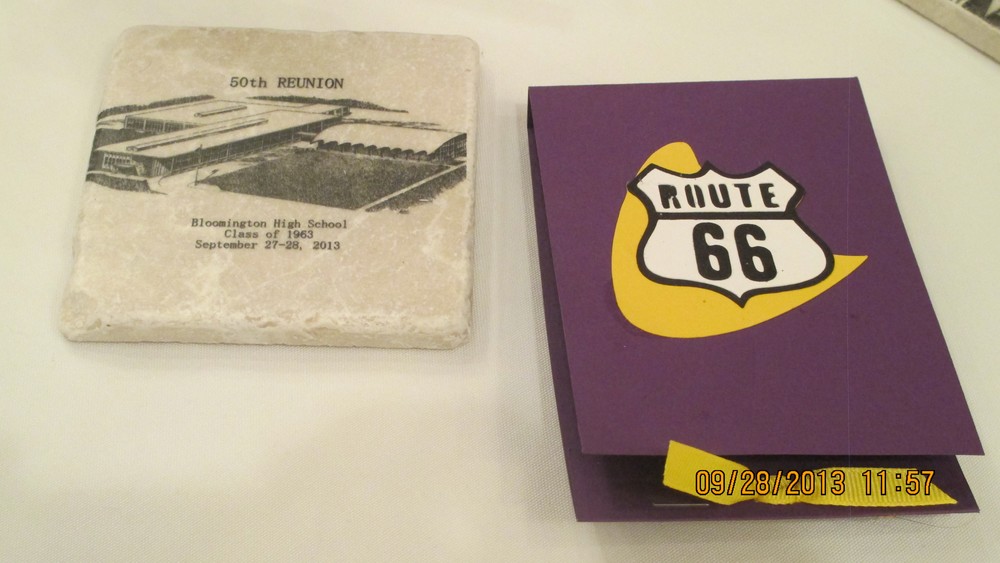 50th REUNION
Bloomington High School
Class of 1963
September 27-28, 2013
ROUTE
66
09/28/2013 11:57